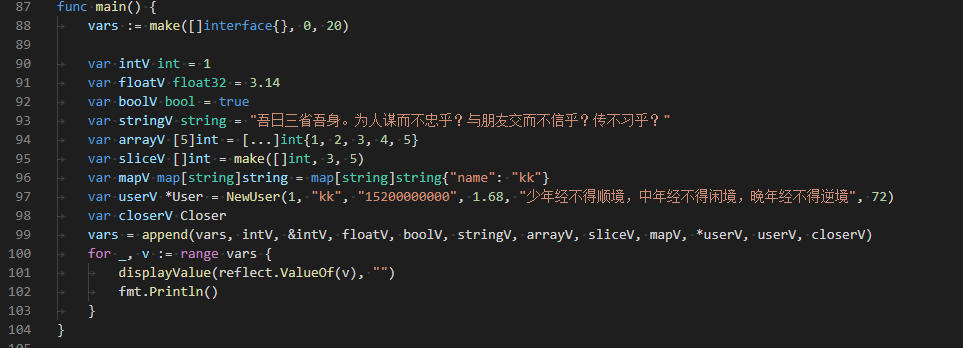 87 func main() {
88 vars := make([]interface{}, 0, 20)
89
90 var intV int = 1
91 var floatV float32 = 3.14
92 var boolV bool = true
93 var stringV string = "吾日三省吾身。为人谋而不忠乎？与朋友交而不信乎？传不习乎？"
94 var arrayV [5]int = [...]int{1, 2, 3, 4, 5}
95 var sliceV []int = make([]int, 3, 5)
96 var mapV map[string]string = map[string]string{"name": "kk"}
97 var userV *User = NewUser(1, "kk", "15200000000", 1.68, "少年经不得顺境，中年经不得闲境，晚年经不得逆境", 72)
98 var closerV Closer
99 vars = append(vars, intV, &intV, floatV, boolV, stringV, arrayV, sliceV, mapV, *userV, userV, closerV)
100 for _, v := range vars {
101 displayValue(reflect.ValueOf(v), "")
102 fmt.Println()
103 }
104 }